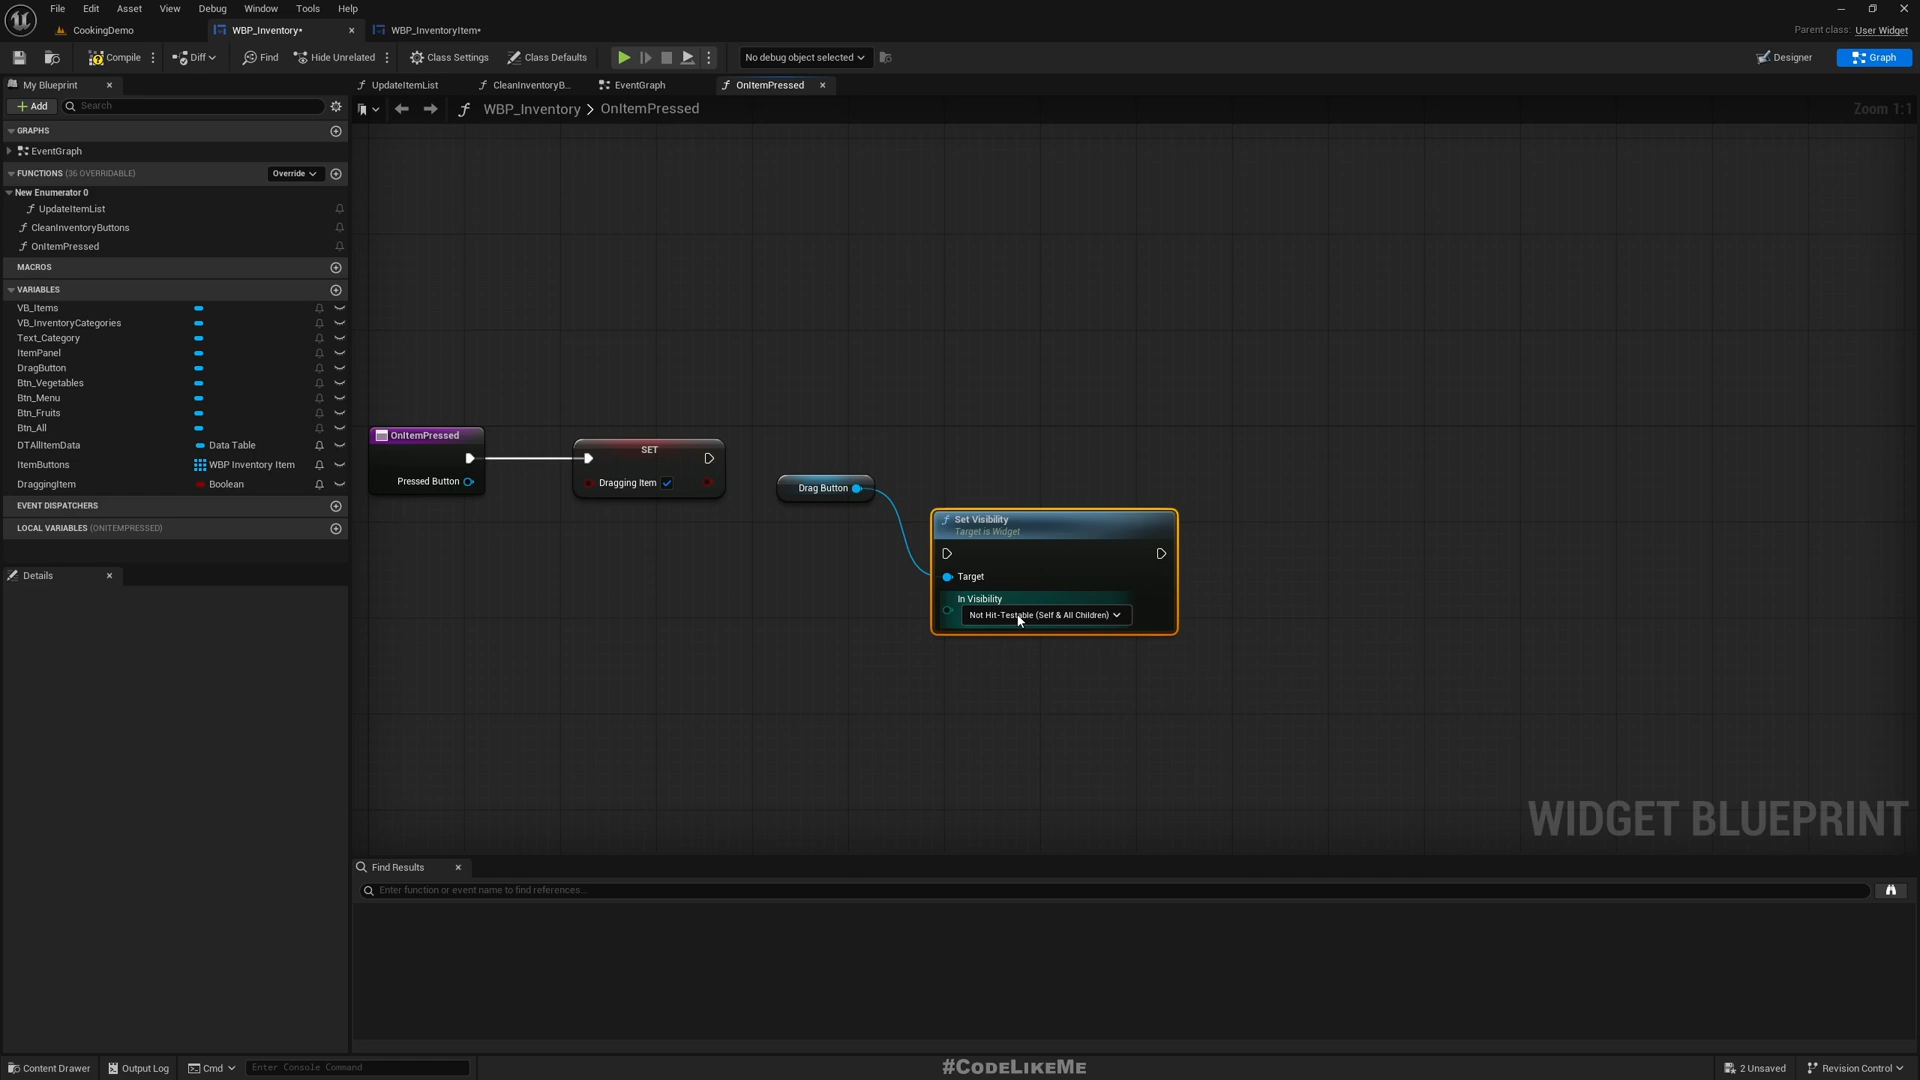 File Edit Asset View Debug Window Tools Help
CookingDemo WBP_Inventory* WBP_InventoryItem* Parent class: User Widget
Compile Diff Find Hide Unrelated Class Settings Class Defaults No debug object selected Designer Graph
My Blueprint UpdateItemList CleanInventoryB... EventGraph OnItemPressed
Add Search WBP_Inventory > OnItemPressed Zoom 1:1
GRAPHS
EventGraph
FUNCTIONS (36 OVERRIDABLE) Override
New Enumerator 0
UpdateItemList
CleanInventoryButtons
OnItemPressed
MACROS
VARIABLES
VB_Items
VB_InventoryCategories
Text_Category
ItemPanel
DragButton
Btn_Vegetables
Btn_Menu
Btn_Fruits
Btn_All
DTAllItemData Data Table
ItemButtons WBP Inventory Item
DraggingItem Boolean
EVENT DISPATCHERS
LOCAL VARIABLES (ONITEMPRESSED)
Details
OnItemPressed
Pressed Button
SET
Dragging Item
Drag Button
Set Visibility
Target is Widget
Target
In Visibility
Not Hit-Testable (Self & All Children)
WIDGET BLUEPRINT
Find Results
Enter function or event name to find references...
Content Drawer Output Log Cmd Enter Console Command #CODELIKEME 2 Unsaved Revision Control